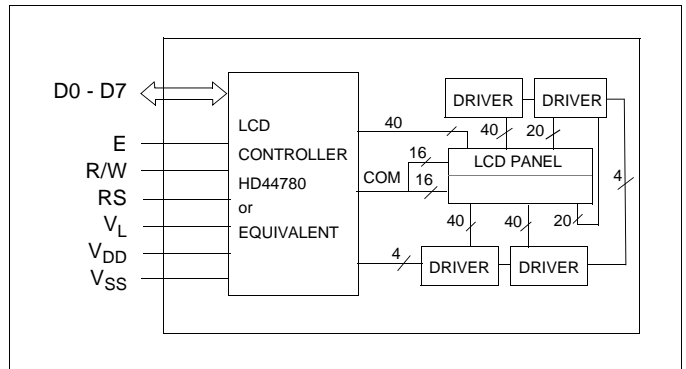 D0 - D7
E
R/W
RS
VL
VDD
VSS
LCD
CONTROLLER
HD44780
or
EQUIVALENT
40
COM
16
16
4
DRIVER
DRIVER
40
20
LCD PANEL
4
40
40
20
DRIVER
DRIVER